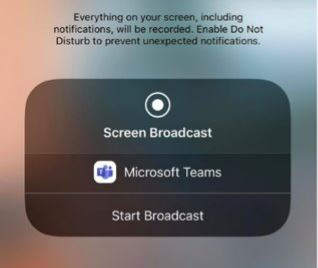 Everything on your screen, including
notifications, will be recorded. Enable Do Not
Disturb to prevent unexpected notifications.
Screen Broadcast
Microsoft Teams
Start Broadcast